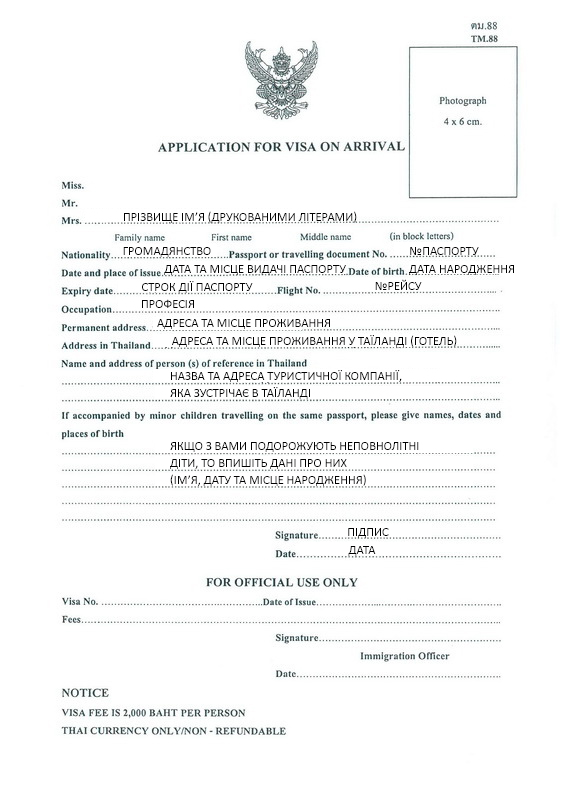 ตม.88
TM.88
Photograph
4 x 6 cm.
APPLICATION FOR VISA ON ARRIVAL
Miss.
Mr.
Mrs. ПРІЗВИЩЕ ІМ'Я (ДРУКОВАНИМИ ЛІТЕРАМИ)
Family name First name Middle name (in block letters)
Nationality ГРОМАДЯНСТВО Passport or travelling document No. №ПАСПОРТУ
Date and place of issue ДАТА ТА МІСЦЕ ВИДАЧІ ПАСПОРТУ Date of birth ДАТА НАРОДЖЕННЯ
Expiry date СТРОК ДІЇ ПАСПОРТУ Flight No. №РЕЙСУ
Occupation ПРОФЕСІЯ
Permanent address АДРЕСА ТА МІСЦЕ ПРОЖИВАННЯ
Address in Thailand АДРЕСА ТА МІСЦЕ ПРОЖИВАННЯ У ТАЇЛАНДІ (ГОТЕЛЬ)
Name and address of person (s) of reference in Thailand
НАЗВА ТА АДРЕСА ТУРИСТИЧНОЇ КОМПАНІЇ,
ЯКА ЗУСТРІЧАЄ В ТАЇЛАНДІ
If accompanied by minor children travelling on the same passport, please give names, dates and
places of birth
ЯКЩО З ВАМИ ПОДОРОЖУЮТЬ НЕПОВНОЛІТНІ
ДІТИ, ТО ВПИШІТЬ ДАНІ ПРО НИХ
(ІМ'Я, ДАТУ ТА МІСЦЕ НАРОДЖЕННЯ)
Signature ПІДПИС
Date ДАТА
FOR OFFICIAL USE ONLY
Visa No. Date of Issue
Fees
Signature
Immigration Officer
Date
NOTICE
VISA FEE IS 2,000 BAHT PER PERSON
THAI CURRENCY ONLY/NON - REFUNDABLE